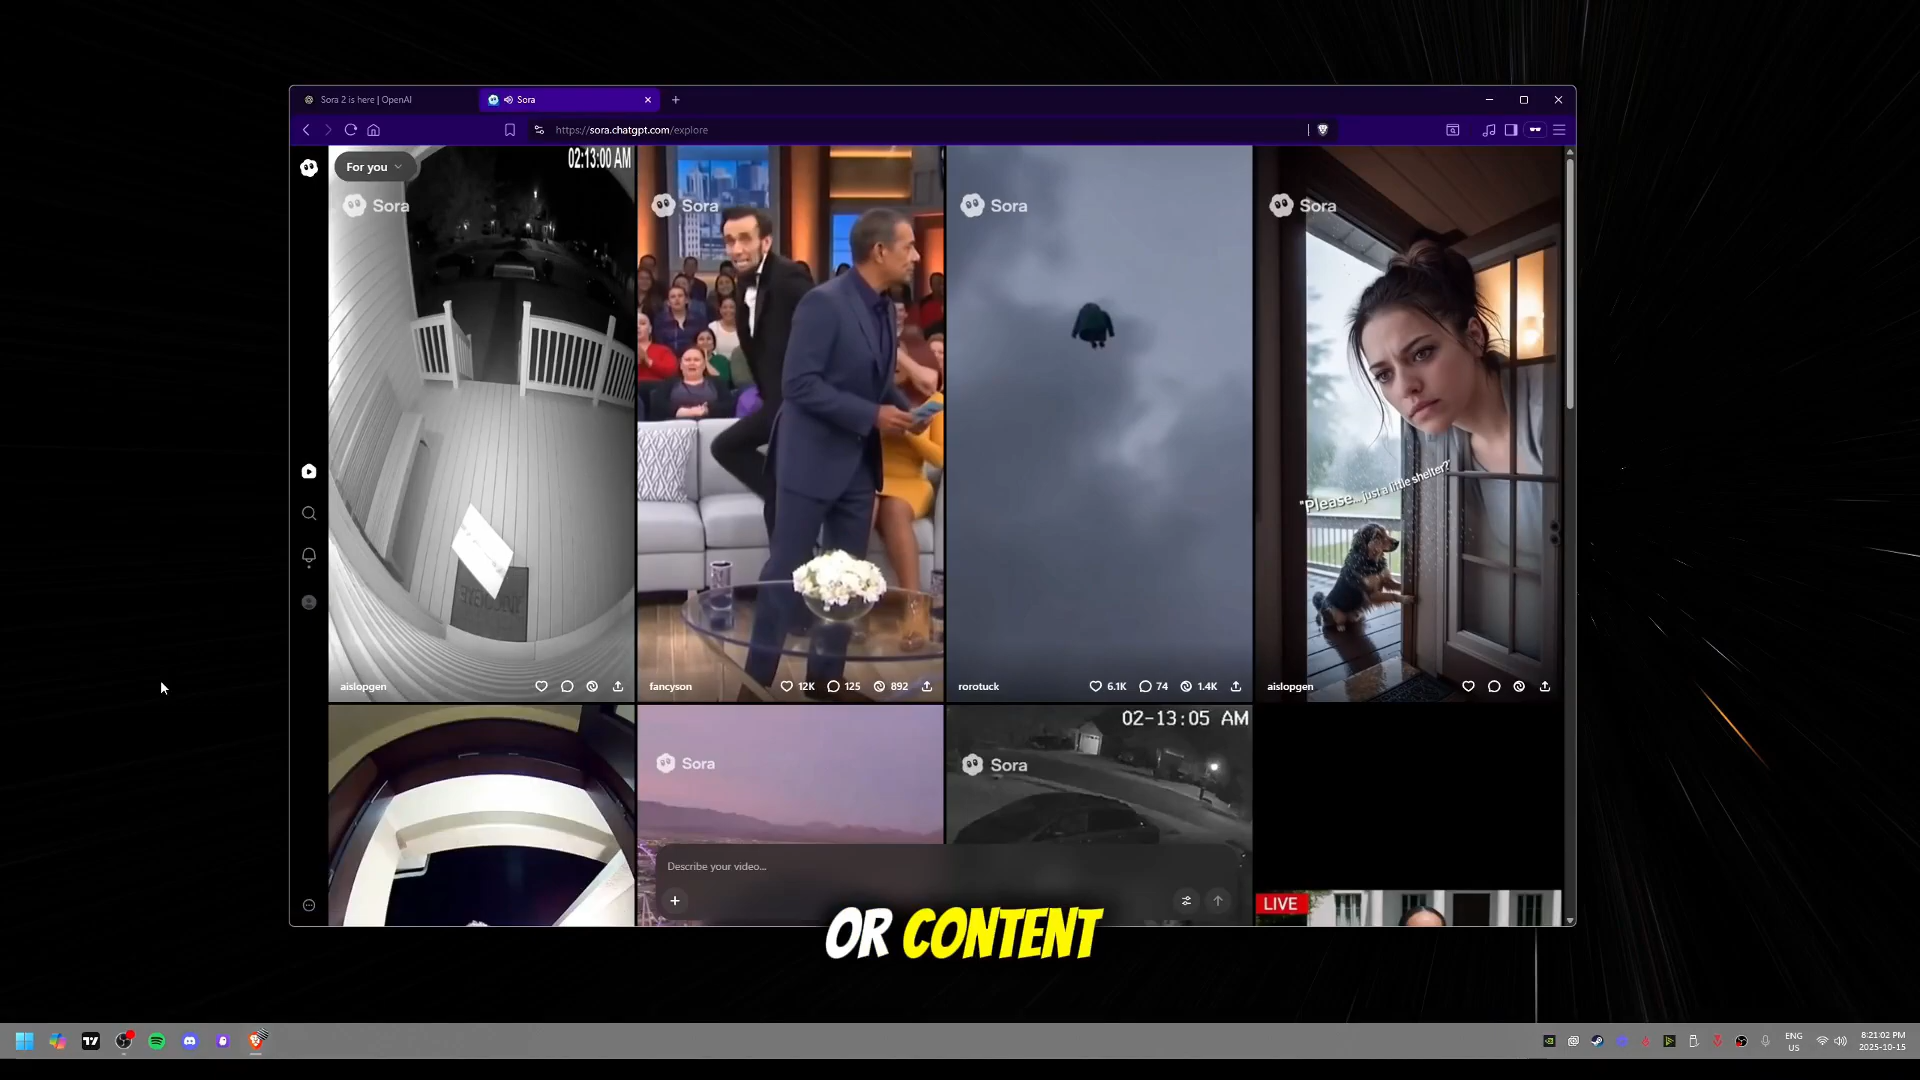 Sora 2 is here | OpenAI
Sora
https://sora.chatgpt.com/explore
For you
02:13:00 AM
Sora
Sora
Sora
Sora
"Please... just a little shelter?"
aislopgen
fancyson
12K
125
892
rorotuck
6.1K
74
1.4K
aislopgen
Sora
Sora
02-13:05 AM
Describe your video...
LIVE
OR CONTENT
ENG
US
8:21:02 PM
2025-10-15